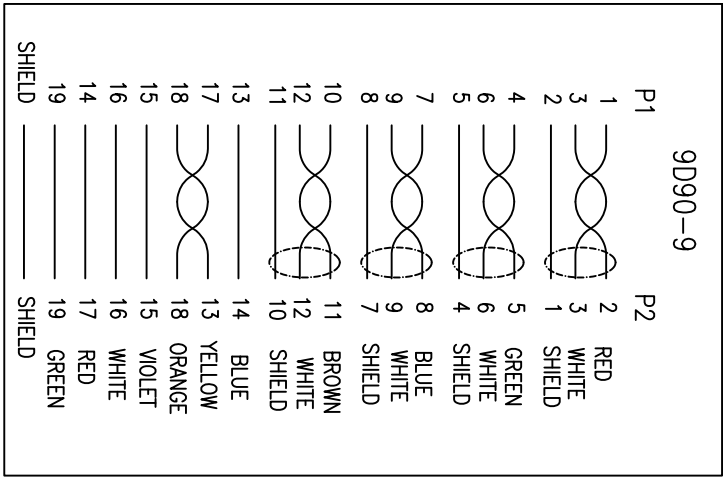 9D90-9
P1 P2
1 2 RED
3 3 WHITE
2 1 SHIELD
4 5 GREEN
6 6 WHITE
5 4 SHIELD
7 8 BLUE
9 9 WHITE
8 7 SHIELD
10 11 BROWN
12 12 WHITE
11 10 SHIELD
13 14 BLUE
17 13 YELLOW
18 18 ORANGE
15 15 VIOLET
16 16 WHITE
14 17 RED
19 19 GREEN
SHIELD SHIELD